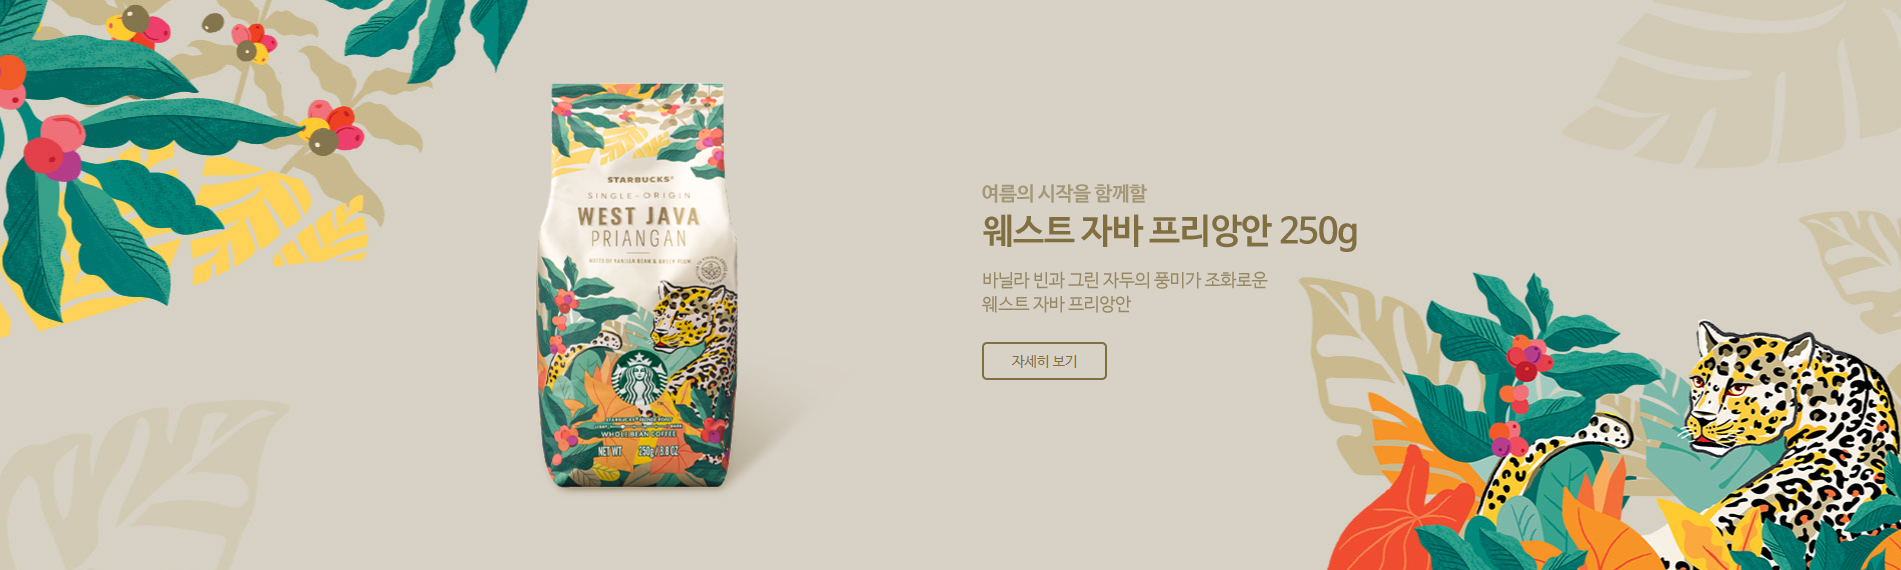 STARBUCKS®
SINGLE-ORIGIN
WEST JAVA
PRIANGAN
NOTES OF VANILLA BEAN & GREEN PLUM
WHOLE BEAN COFFEE
NET WT 250g / 8.8 OZ
여름의 시작을 함께할
웨스트 자바 프리앙안 250g
바닐라 빈과 그린 자두의 풍미가 조화로운
웨스트 자바 프리앙안
자세히 보기